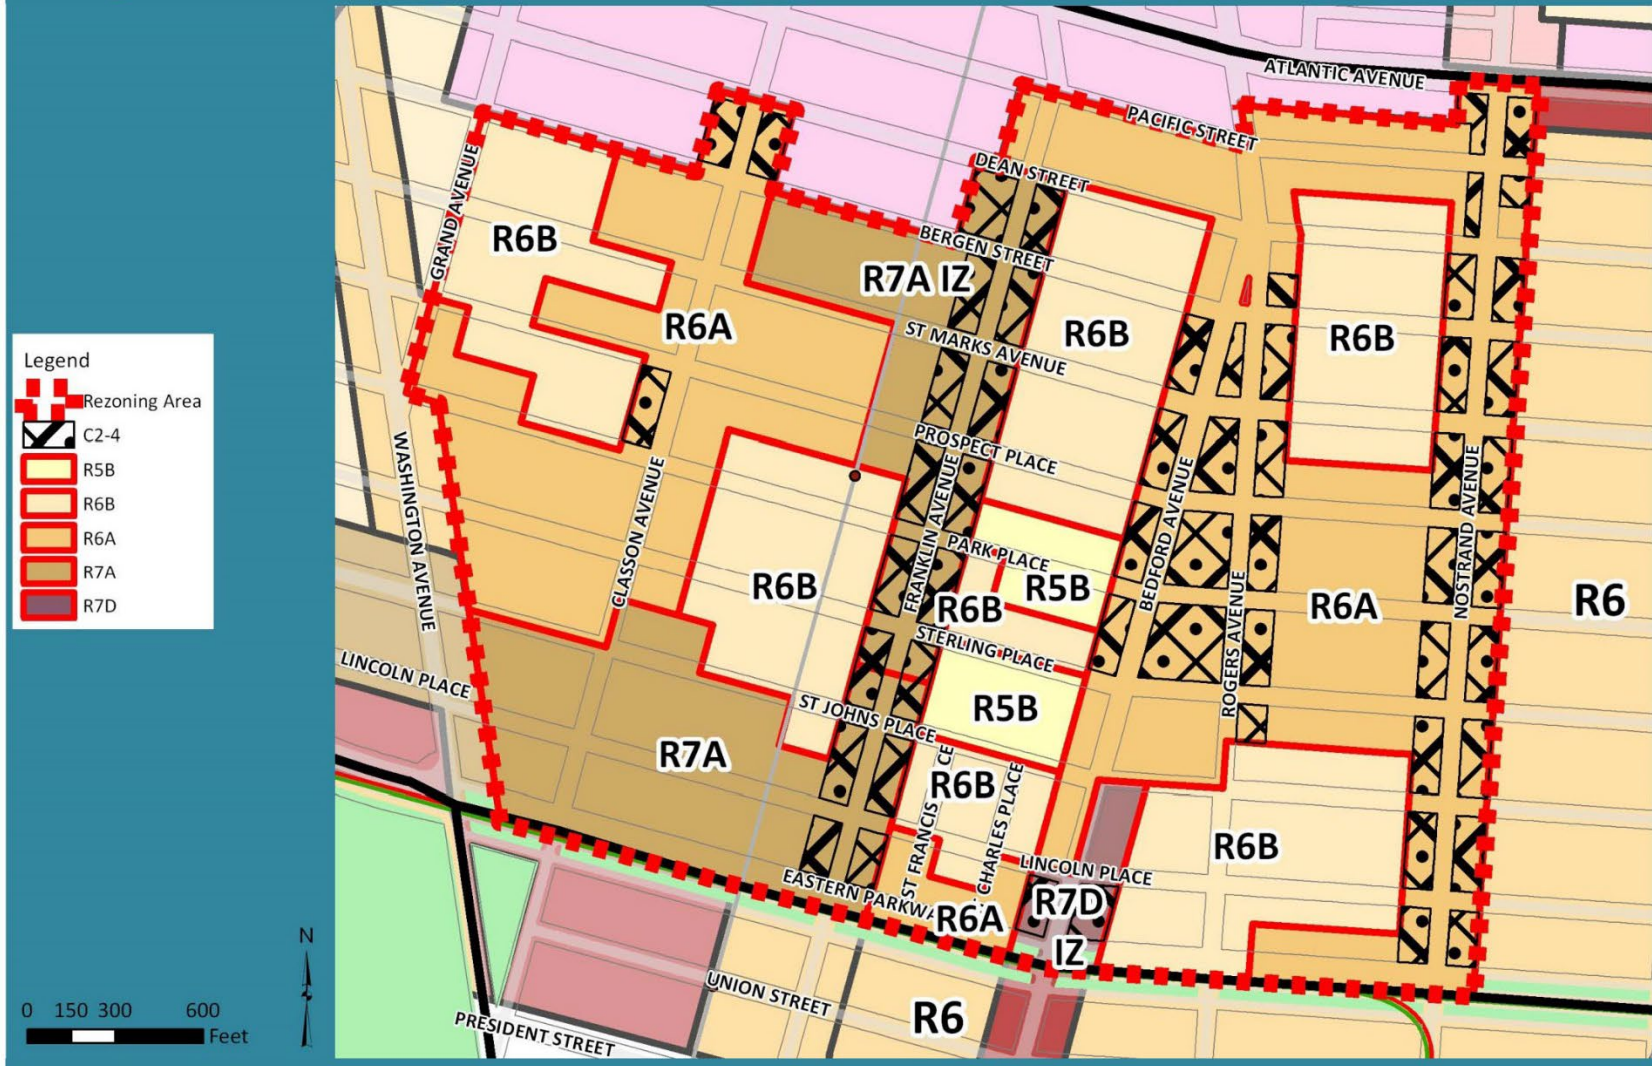 Legend
Rezoning Area
C2-4
R5B
R6B
R6A
R7A
R7D
0 150 300 600
Feet
N
ATLANTIC AVENUE
PACIFIC STREET
DEAN STREET
GRAND AVENUE
R6B
BERGEN STREET
R7A IZ
R6A
ST MARKS AVENUE
R6B
R6B
PROSPECT PLACE
WASHINGTON AVENUE
CLASSON AVENUE
FRANKLIN AVENUE
BEDFORD AVENUE
NOSTRAND AVENUE
PARK PLACE
R6B
R5B
R6B
ROGERS AVENUE
R6A
R6
STERLING PLACE
LINCOLN PLACE
R5B
ST JOHNS PLACE
R7A
R6B
ST FRANCIS
CE
CHARLES PLACE
R6B
LINCOLN PLACE
EASTERN PARKWA
R6A
R7D
IZ
UNION STREET
R6
PRESIDENT STREET